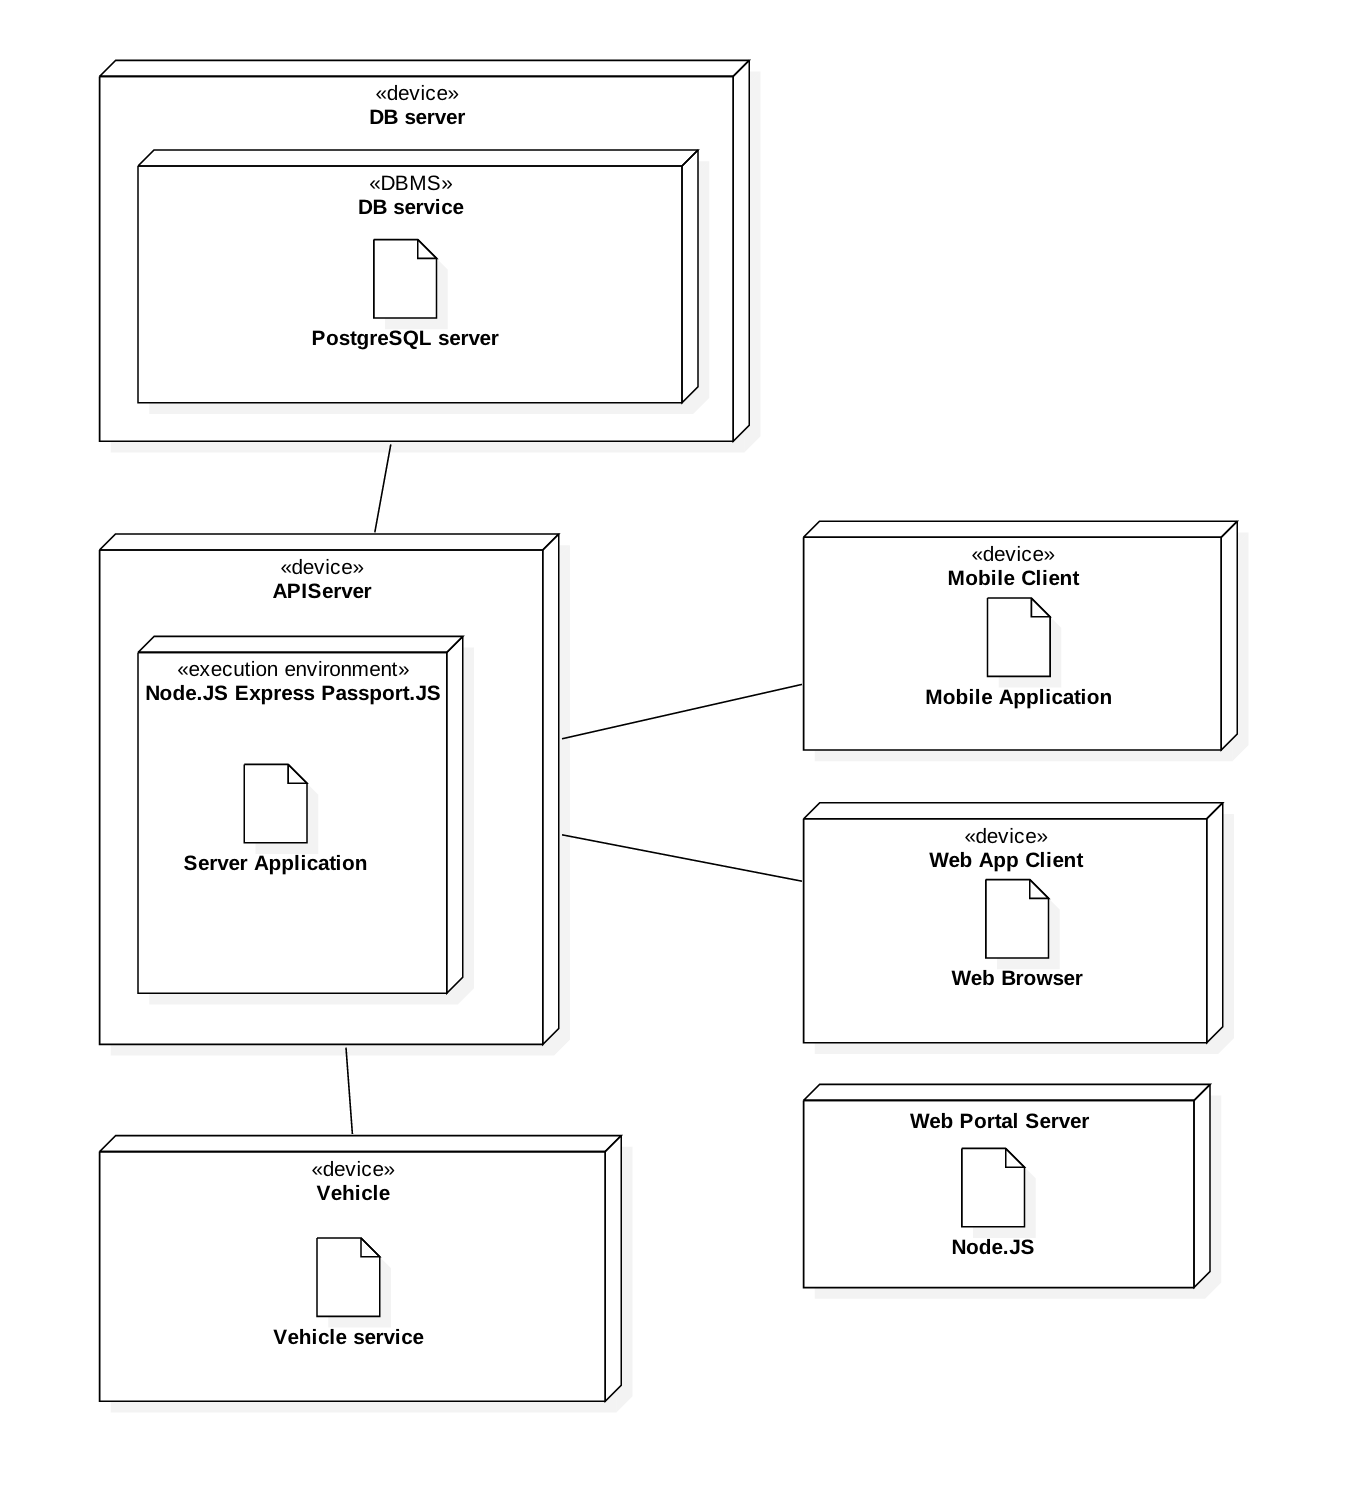 «device»
DB server
«DBMS»
DB service
PostgreSQL server
«device»
APIServer
«execution environment»
Node.JS Express Passport.JS
Server Application
«device»
Mobile Client
Mobile Application
«device»
Web App Client
Web Browser
Web Portal Server
Node.JS
«device»
Vehicle
Vehicle service